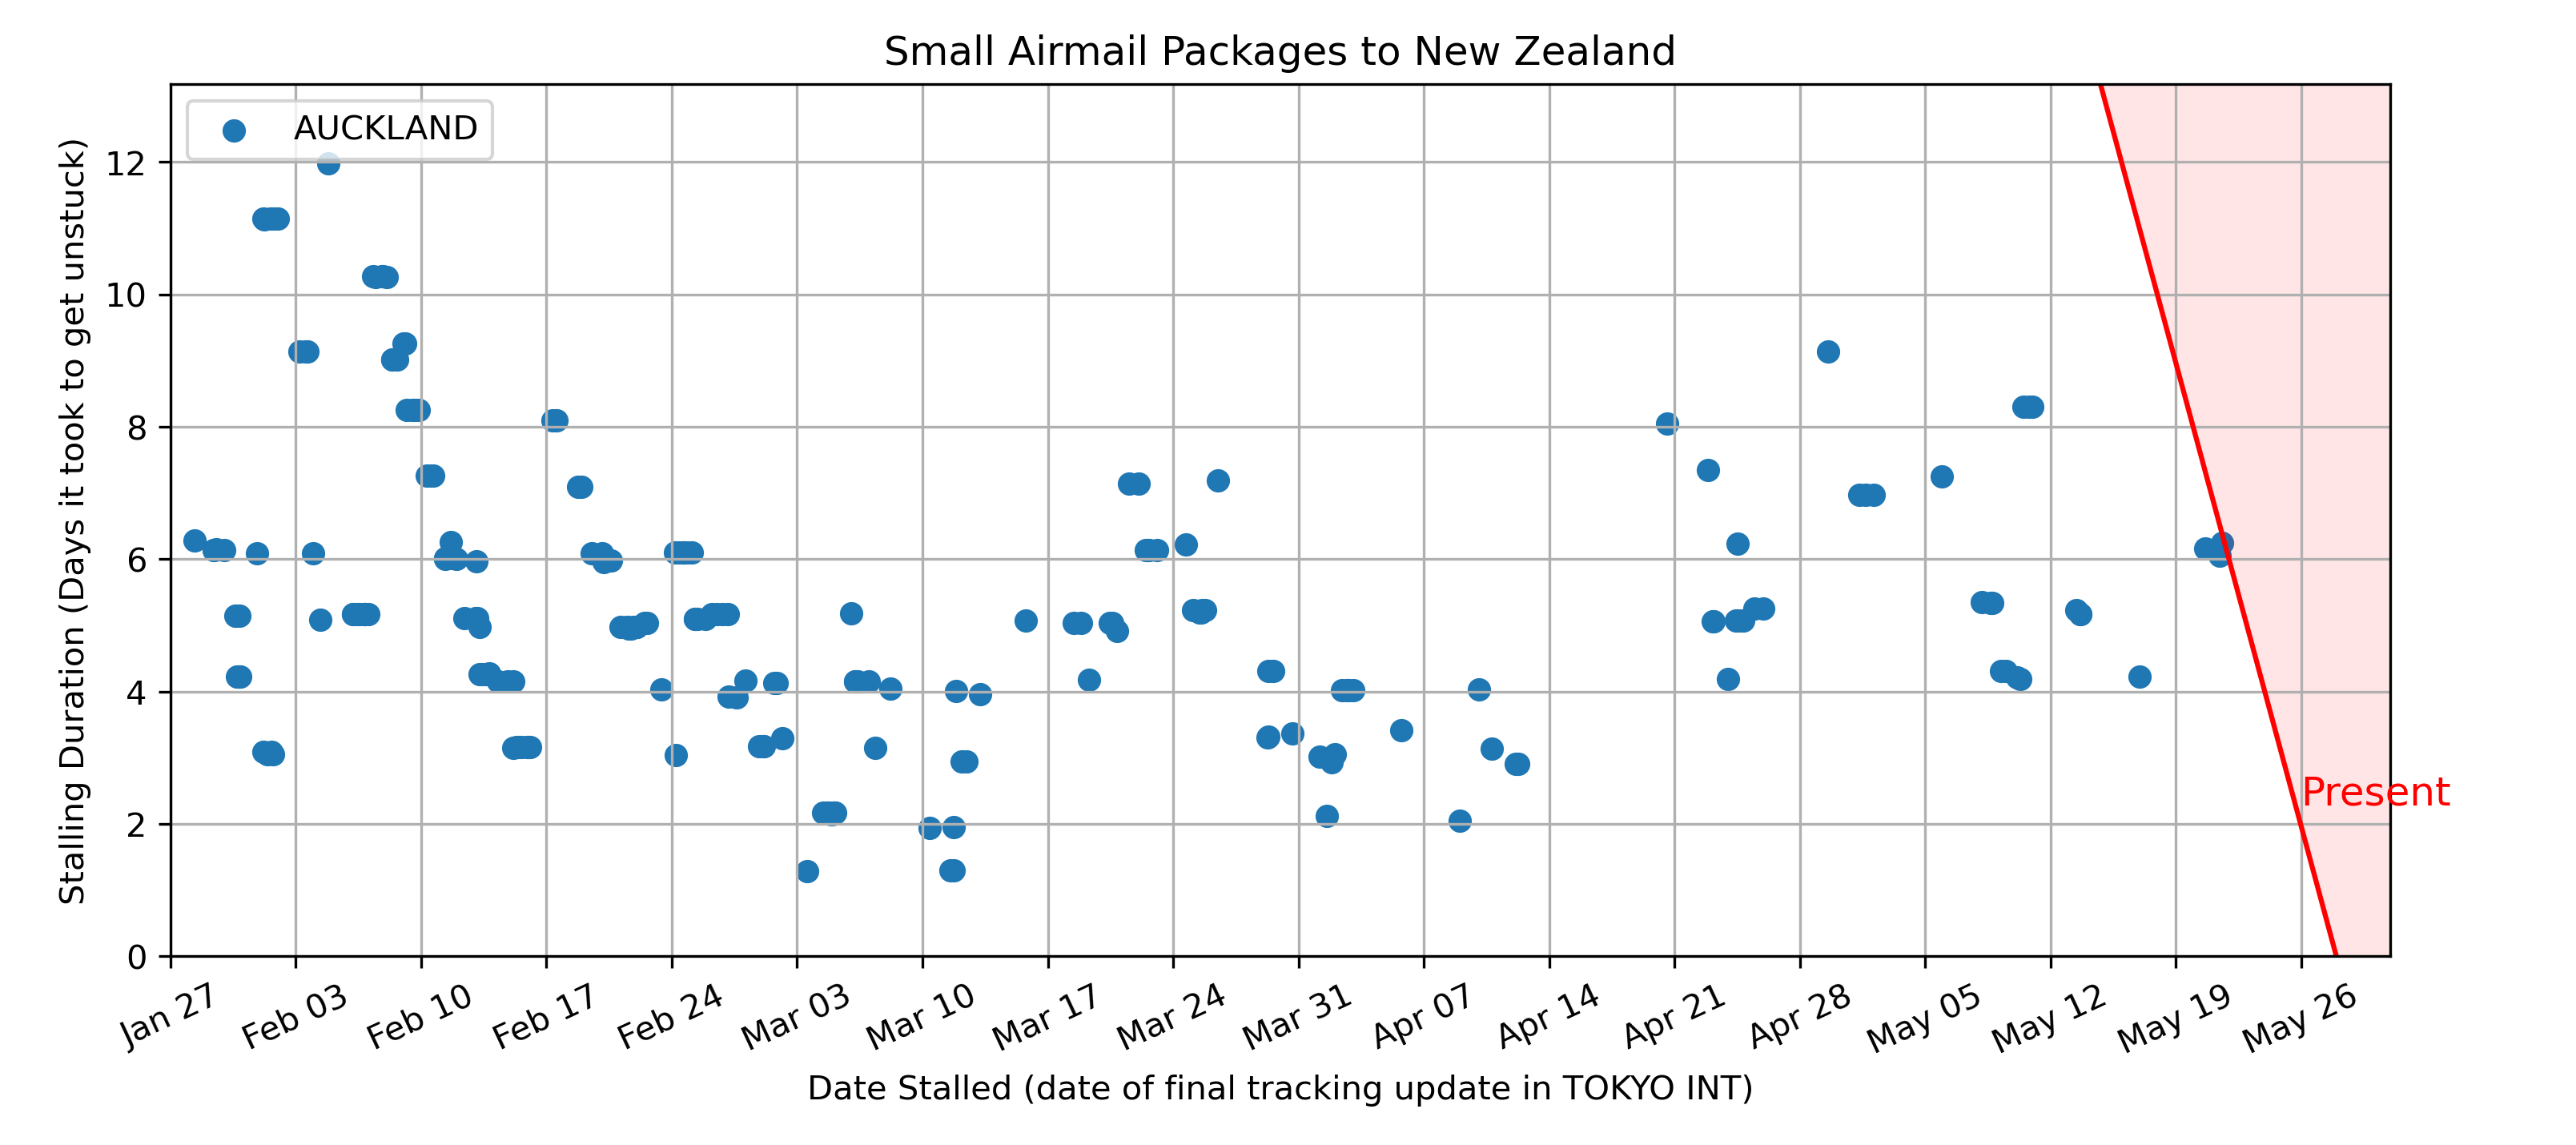 Small Airmail Packages to New Zealand
AUCKLAND
Stalling Duration (Days it took to get unstuck)
12
10
8
6
4
2
0
Present
Jan 27
Feb 03
Feb 10
Feb 17
Feb 24
Mar 03
Mar 10
Mar 17
Mar 24
Mar 31
Apr 07
Apr 14
Apr 21
Apr 28
May 05
May 12
May 19
May 26
Date Stalled (date of final tracking update in TOKYO INT)